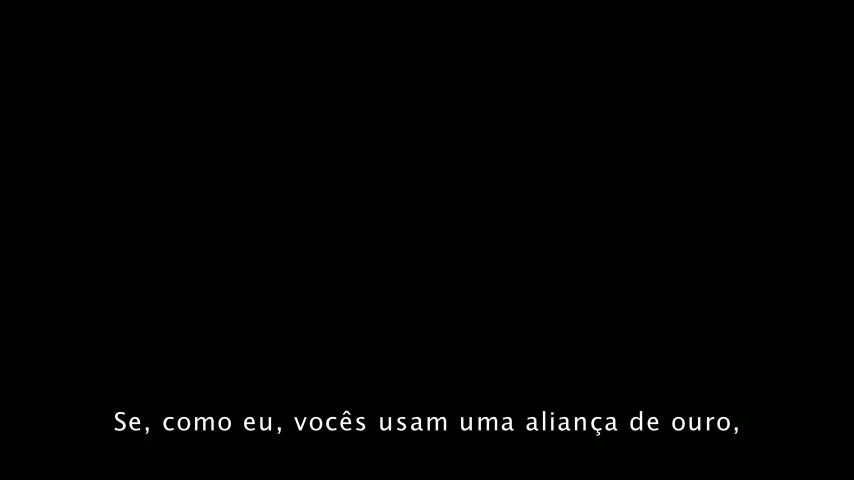 Se, como eu, vocês usam uma aliança de ouro,